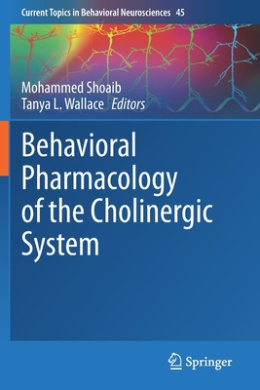 Current Topics in Behavioral Neurosciences 45
Mohammed Shoaib
Tanya L. Wallace Editors
Behavioral
Pharmacology
of the Cholinergic
System
Springer